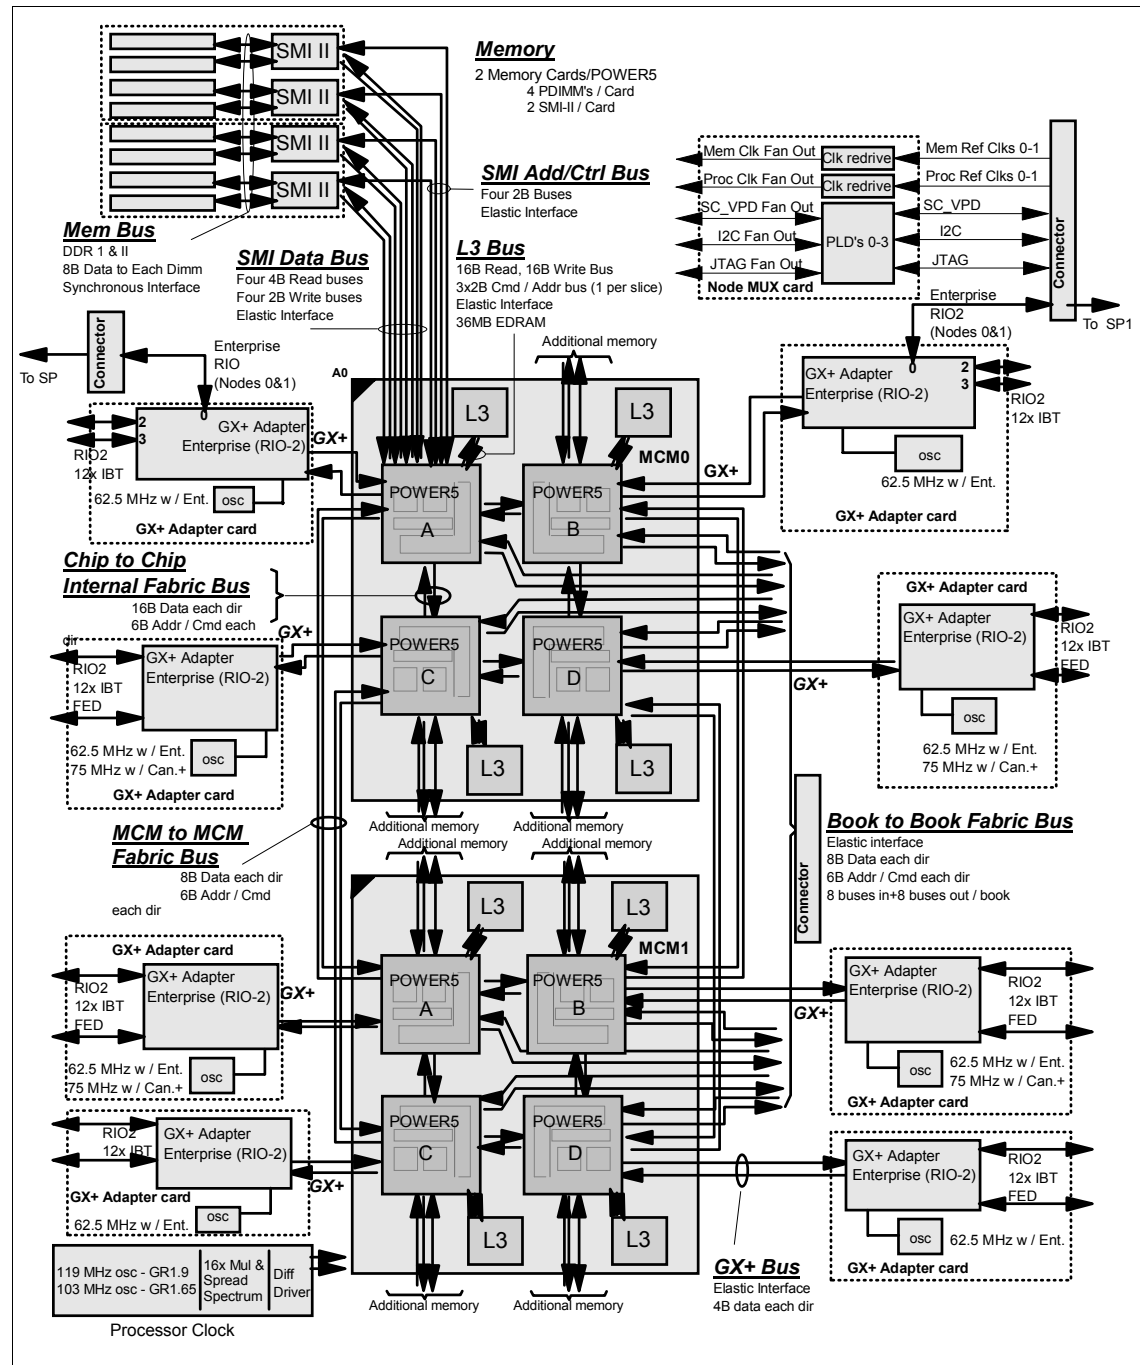 SMI II
SMI II
SMI II
SMI II
Memory
2 Memory Cards/POWER5
4 PDIMM's / Card
2 SMI-II / Card
Mem Bus
DDR 1 & II
8B Data to Each Dimm
Synchronous Interface
SMI Add/Ctrl Bus
Four 2B Buses
Elastic Interface
SMI Data Bus
Four 4B Read buses
Four 2B Write buses
Elastic Interface
L3 Bus
16B Read, 16B Write Bus
3x2B Cmd / Addr bus (1 per slice)
Elastic Interface
36MB EDRAM
Mem Clk Fan Out
Clk redrive
Mem Ref Clks 0-1
Proc Clk Fan Out
Clk redrive
Proc Ref Clks 0-1
SC_VPD Fan Out
SC_VPD
I2C Fan Out
PLD's 0-3
I2C
JTAG Fan Out
JTAG
Node MUX card
Connector
To SP1
Enterprise
RIO2
(Nodes 0&1)
Connector
To SP
Enterprise
RIO
(Nodes 0&1)
Additional memory
A0
0
2
3
GX+ Adapter
Enterprise (RIO-2)
RIO2
12x IBT
62.5 MHz w / Ent.
osc
GX+ Adapter card
GX+
L3
L3
MCM0
POWER5
A
POWER5
B
GX+
0
2
3
GX+ Adapter
Enterprise (RIO-2)
RIO2
12x IBT
osc
62.5 MHz w / Ent.
GX+ Adapter card
Chip to Chip
Internal Fabric Bus
16B Data each dir
6B Addr / Cmd each
dir
GX+
GX+ Adapter
Enterprise (RIO-2)
RIO2
12x IBT
FED
62.5 MHz w / Ent.
75 MHz w / Can.+
osc
GX+ Adapter card
POWER5
C
POWER5
D
L3
L3
GX+
GX+ Adapter card
GX+ Adapter
Enterprise (RIO-2)
RIO2
12x IBT
FED
osc
62.5 MHz w / Ent.
75 MHz w / Can.+
Additional memory
Additional memory
MCM to MCM
Fabric Bus
8B Data each dir
6B Addr / Cmd
each dir
Additional memory
Additional memory
Connector
Book to Book Fabric Bus
Elastic interface
8B Data each dir
6B Addr / Cmd each dir
8 buses in+8 buses out / book
GX+ Adapter card
GX+ Adapter
Enterprise (RIO-2)
RIO2
12x IBT
FED
62.5 MHz w / Ent.
75 MHz w / Can.+
osc
GX+
L3
L3
MCM1
POWER5
A
POWER5
B
GX+
GX+ Adapter
Enterprise (RIO-2)
RIO2
12x IBT
FED
osc
62.5 MHz w / Ent.
75 MHz w / Can.+
GX+ Adapter card
RIO2
12x IBT
GX+ Adapter
Enterprise (RIO-2)
GX+ Adapter card
62.5 MHz w / Ent.
osc
GX+
POWER5
C
POWER5
D
L3
L3
GX+ Adapter
Enterprise (RIO-2)
RIO2
12x IBT
FED
osc
62.5 MHz w / Ent.
GX+ Adapter card
GX+ Bus
Elastic Interface
4B data each dir
119 MHz osc - GR1.9
103 MHz osc - GR1.65
16x Mul &
Spread
Spectrum
Diff
Driver
Processor Clock
Additional memory
Additional memory